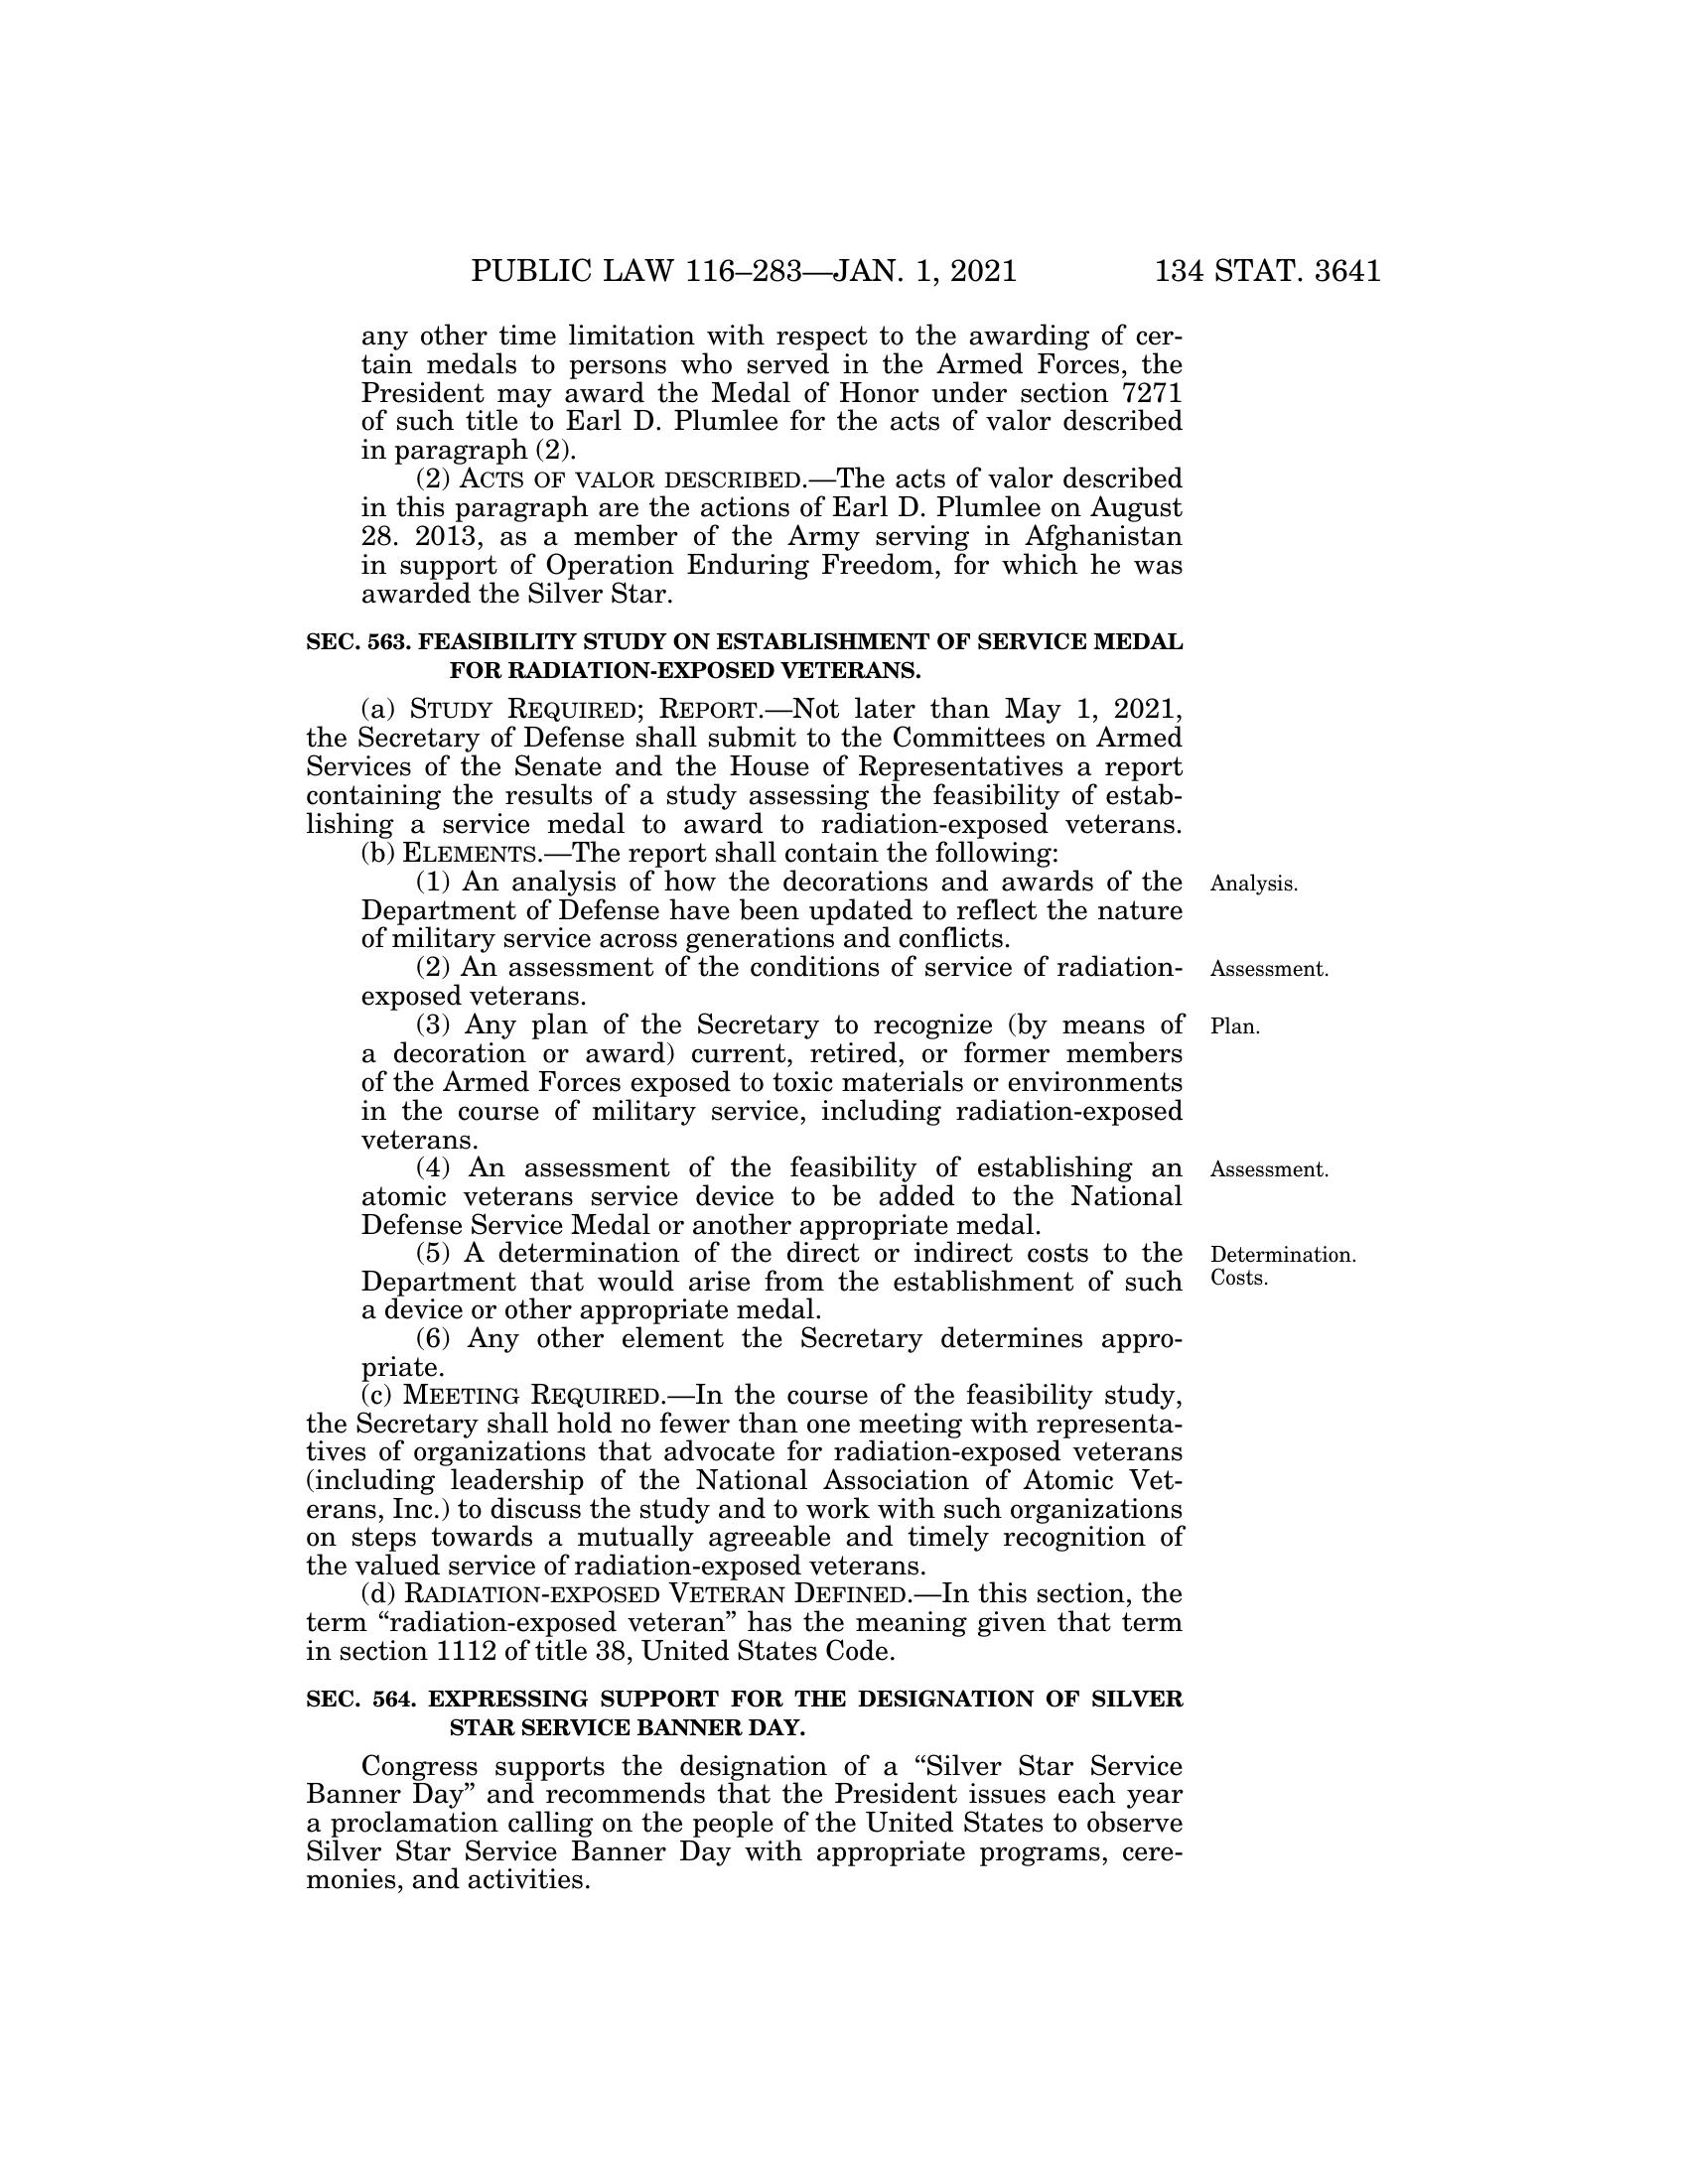 PUBLIC LAW 116–283—JAN. 1, 2021 134 STAT. 3641
any other time limitation with respect to the awarding of cer-
tain medals to persons who served in the Armed Forces, the
President may award the Medal of Honor under section 7271
of such title to Earl D. Plumlee for the acts of valor described
in paragraph (2).
(2) ACTS OF VALOR DESCRIBED.—The acts of valor described
in this paragraph are the actions of Earl D. Plumlee on August
28. 2013, as a member of the Army serving in Afghanistan
in support of Operation Enduring Freedom, for which he was
awarded the Silver Star.
SEC. 563. FEASIBILITY STUDY ON ESTABLISHMENT OF SERVICE MEDAL
FOR RADIATION-EXPOSED VETERANS.
(a) STUDY REQUIRED; REPORT.—Not later than May 1, 2021,
the Secretary of Defense shall submit to the Committees on Armed
Services of the Senate and the House of Representatives a report
containing the results of a study assessing the feasibility of estab-
lishing a service medal to award to radiation-exposed veterans.
(b) ELEMENTS.—The report shall contain the following:
(1) An analysis of how the decorations and awards of the
Analysis.
Department of Defense have been updated to reflect the nature
of military service across generations and conflicts.
(2) An assessment of the conditions of service of radiation-
Assessment.
exposed veterans.
(3) Any plan of the Secretary to recognize (by means of
Plan.
a decoration or award) current, retired, or former members
of the Armed Forces exposed to toxic materials or environments
in the course of military service, including radiation-exposed
veterans.
(4) An assessment of the feasibility of establishing an
Assessment.
atomic veterans service device to be added to the National
Defense Service Medal or another appropriate medal.
(5) A determination of the direct or indirect costs to the
Determination.
Department that would arise from the establishment of such
Costs.
a device or other appropriate medal.
(6) Any other element the Secretary determines appro-
priate.
(c) MEETING REQUIRED.—In the course of the feasibility study,
the Secretary shall hold no fewer than one meeting with representa-
tives of organizations that advocate for radiation-exposed veterans
(including leadership of the National Association of Atomic Vet-
erans, Inc.) to discuss the study and to work with such organizations
on steps towards a mutually agreeable and timely recognition of
the valued service of radiation-exposed veterans.
(d) RADIATION-EXPOSED VETERAN DEFINED.—In this section, the
term “radiation-exposed veteran” has the meaning given that term
in section 1112 of title 38, United States Code.
SEC. 564. EXPRESSING SUPPORT FOR THE DESIGNATION OF SILVER
STAR SERVICE BANNER DAY.
Congress supports the designation of a “Silver Star Service
Banner Day” and recommends that the President issues each year
a proclamation calling on the people of the United States to observe
Silver Star Service Banner Day with appropriate programs, cere-
monies, and activities.